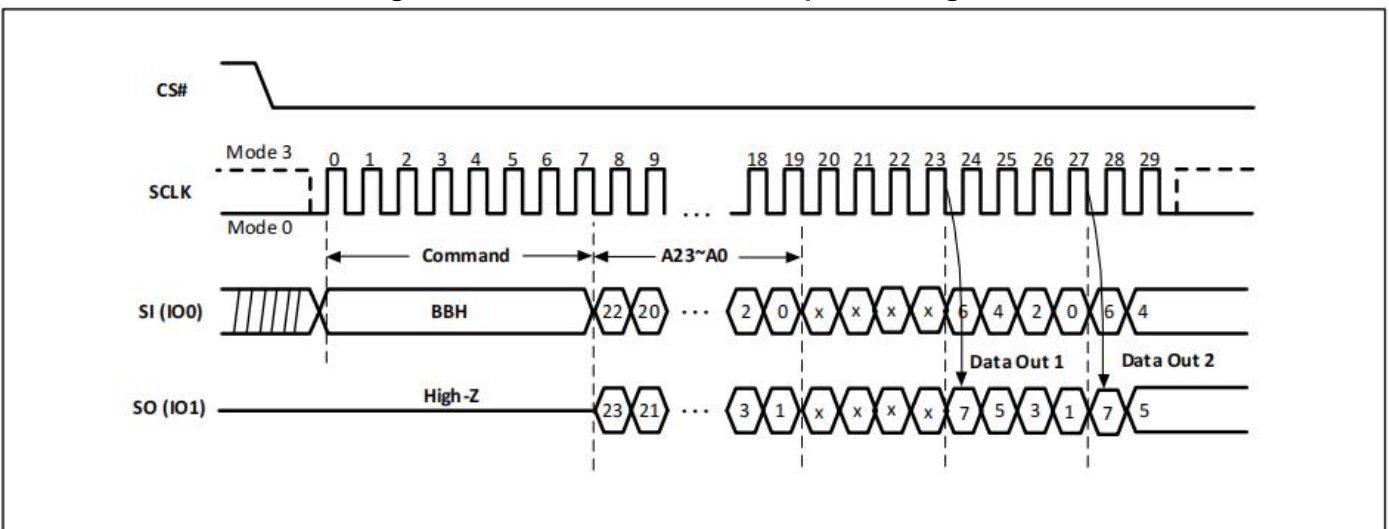 CS#
Mode 3
0 1 2 3 4 5 6 7 8 9 18 19 20 21 22 23 24 25 26 27 28 29
SCLK
...
Mode 0
Command A23~A0
SI (IO0) BBH 22 20 ... 2 0 x x x x 6 4 2 0 6 4
Data Out 1 Data Out 2
SO (IO1) High-Z 23 21 ... 3 1 x x x x 7 5 3 1 7 5